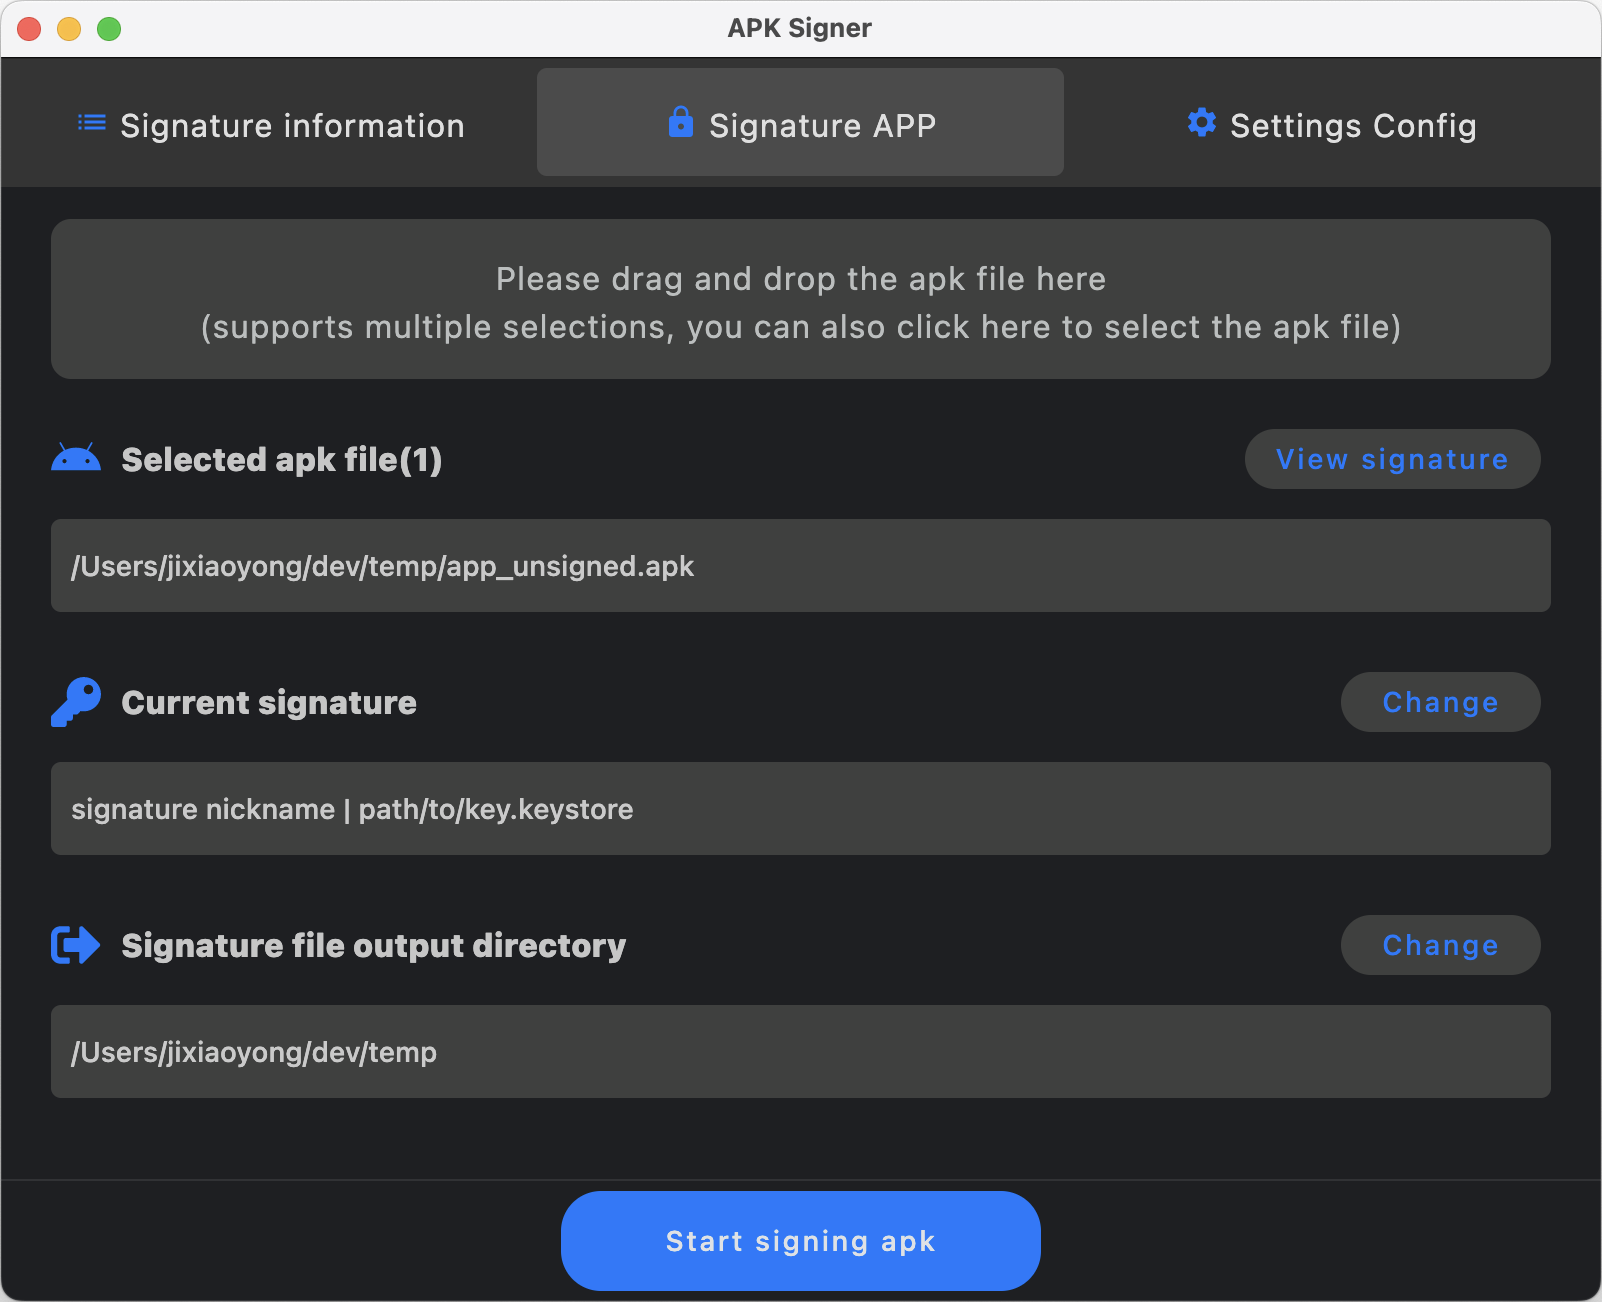 APK Signer
Signature information
Signature APP
Settings Config
Please drag and drop the apk file here
(supports multiple selections, you can also click here to select the apk file)
Selected apk file(1)
View signature
/Users/jixiaoyong/dev/temp/app_unsigned.apk
Current signature
Change
signature nickname | path/to/key.keystore
Signature file output directory
Change
/Users/jixiaoyong/dev/temp
Start signing apk